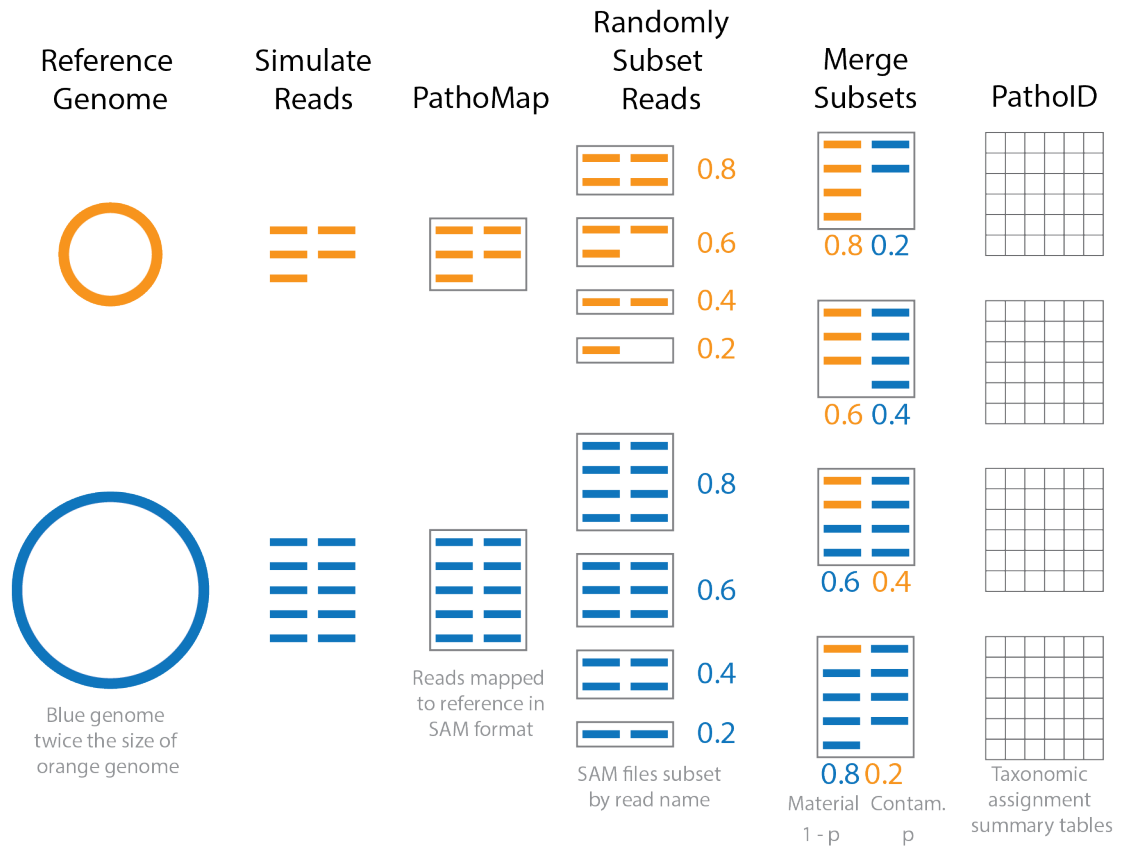 Reference
Genome
Simulate
Reads
PathoMap
Randomly
Subset
Reads
Merge
Subsets
PathoID
0.8
0.6
0.4
0.2
0.8
0.6
0.4
0.2
0.8 0.2
0.6 0.4
0.6 0.4
0.8 0.2
Blue genome
twice the size of
orange genome
Reads mapped
to reference in
SAM format
SAM files subset
by read name
Material Contam.
1 - p p
Taxonomic
assignment
summary tables